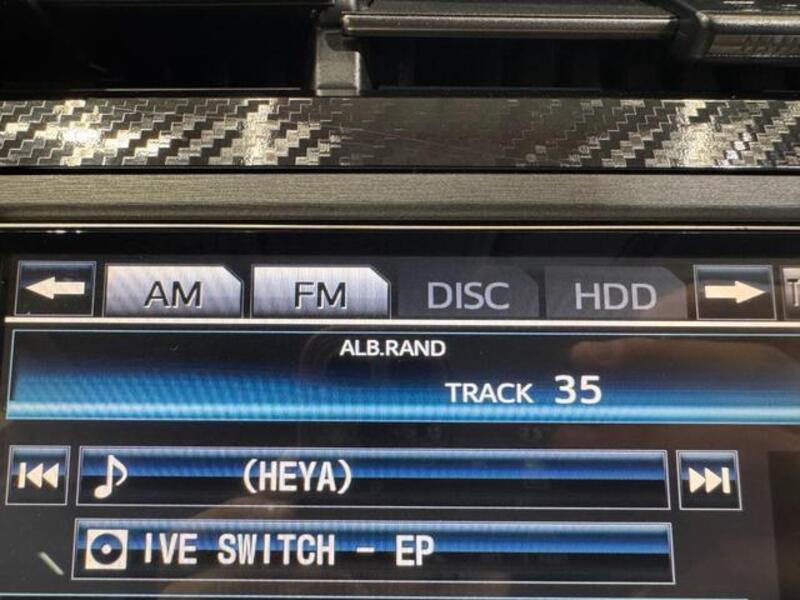 AM FM DISC HDD T
ALB.RAND
TRACK 35
(HEYA)
IVE SWITCH - EP